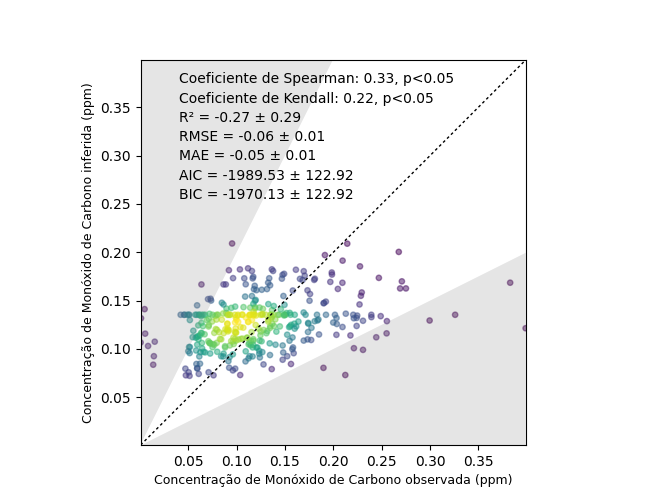 Coeficiente de Spearman: 0.33, p<0.05
Coeficiente de Kendall: 0.22, p<0.05
R² = -0.27 ± 0.29
RMSE = -0.06 ± 0.01
MAE = -0.05 ± 0.01
AIC = -1989.53 ± 122.92
BIC = -1970.13 ± 122.92
Concentração de Monóxido de Carbono inferida (ppm)
0.35
0.30
0.25
0.20
0.15
0.10
0.05
0.05 0.10 0.15 0.20 0.25 0.30 0.35
Concentração de Monóxido de Carbono observada (ppm)